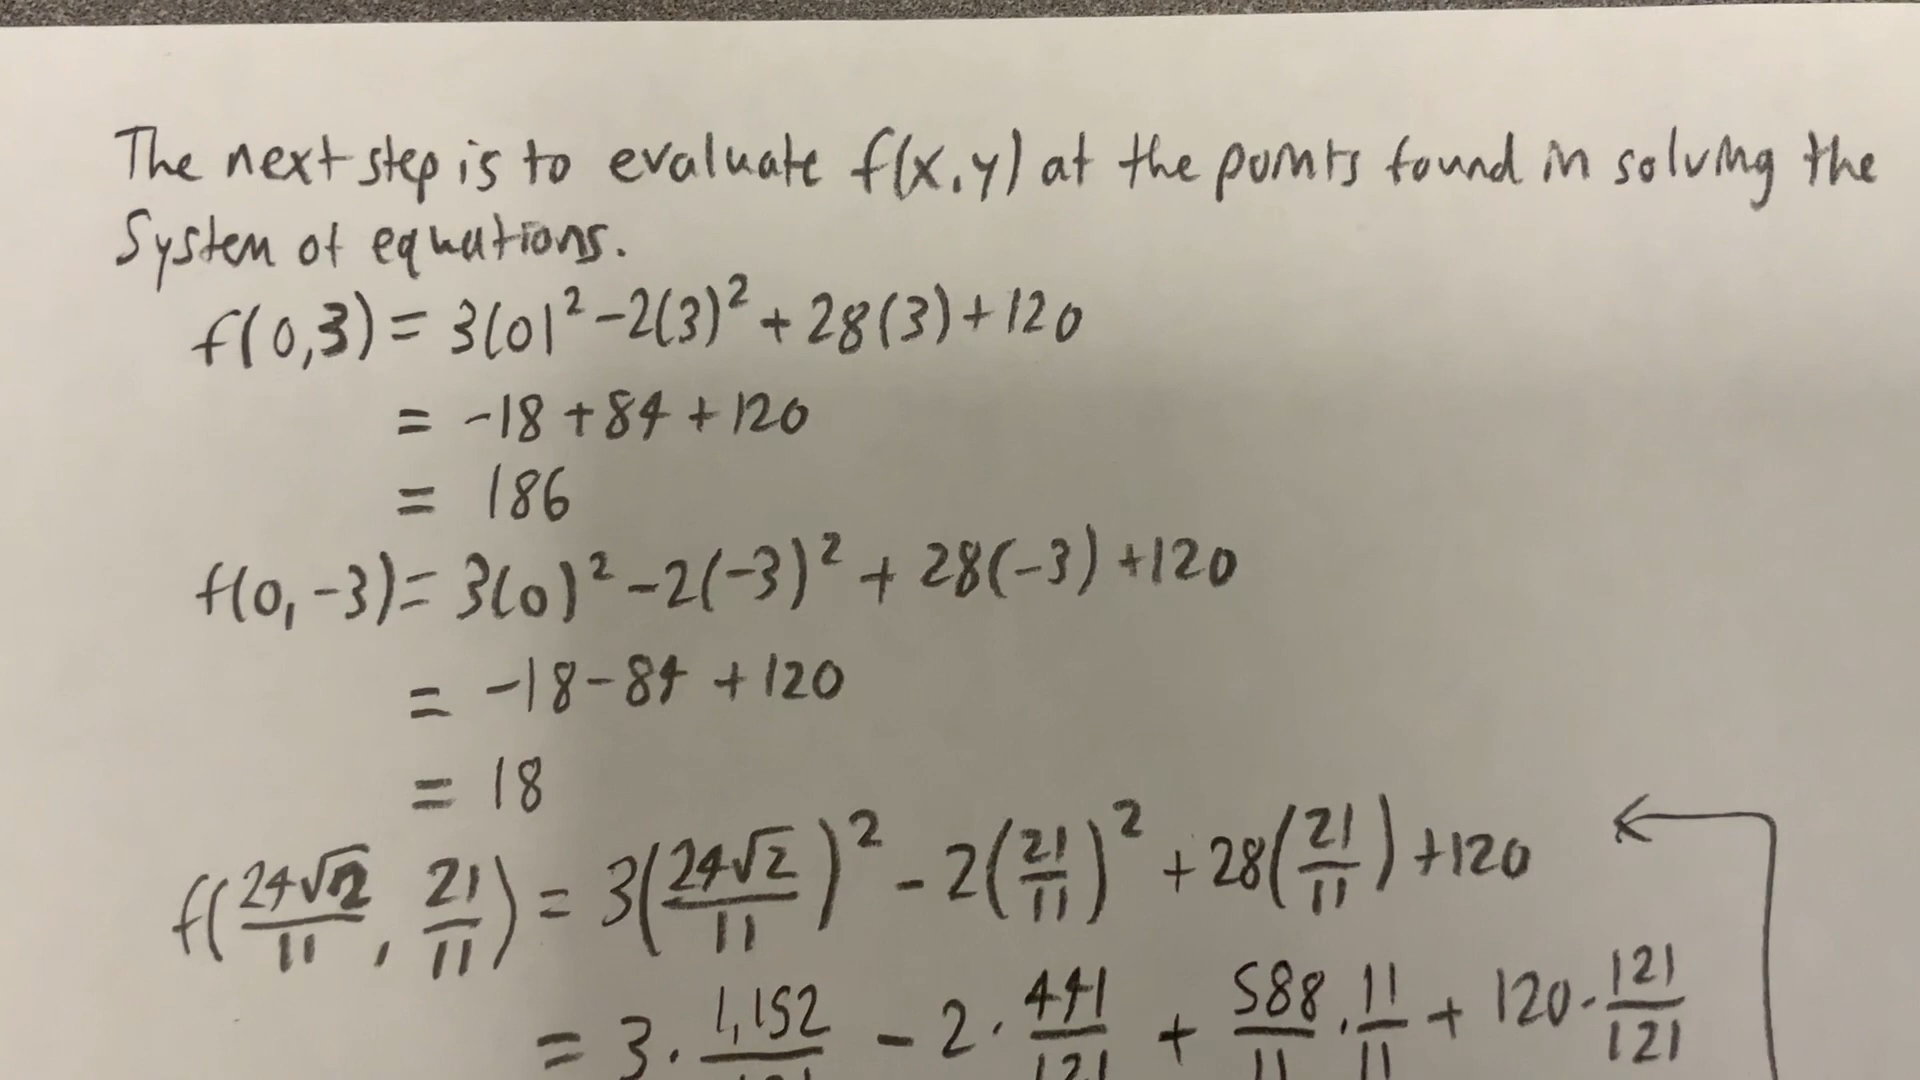 The next step is to evaluate f(x,y) at the points found in solving the
System of equations.
f(0,3) = 3(0)² - 2(3)² + 28(3) + 120
= -18 + 84 + 120
= 186
f(0,-3) = 3(0)² - 2(-3)² + 28(-3) + 120
= -18 - 84 + 120
= 18
f(24√2/11, 21/11) = 3(24√2/11)² - 2(21/11)² + 28(21/11) + 120
= 3 · 1,152/121 - 2 · 441/121 + 588/11 · 11/11 + 120 · 121/121